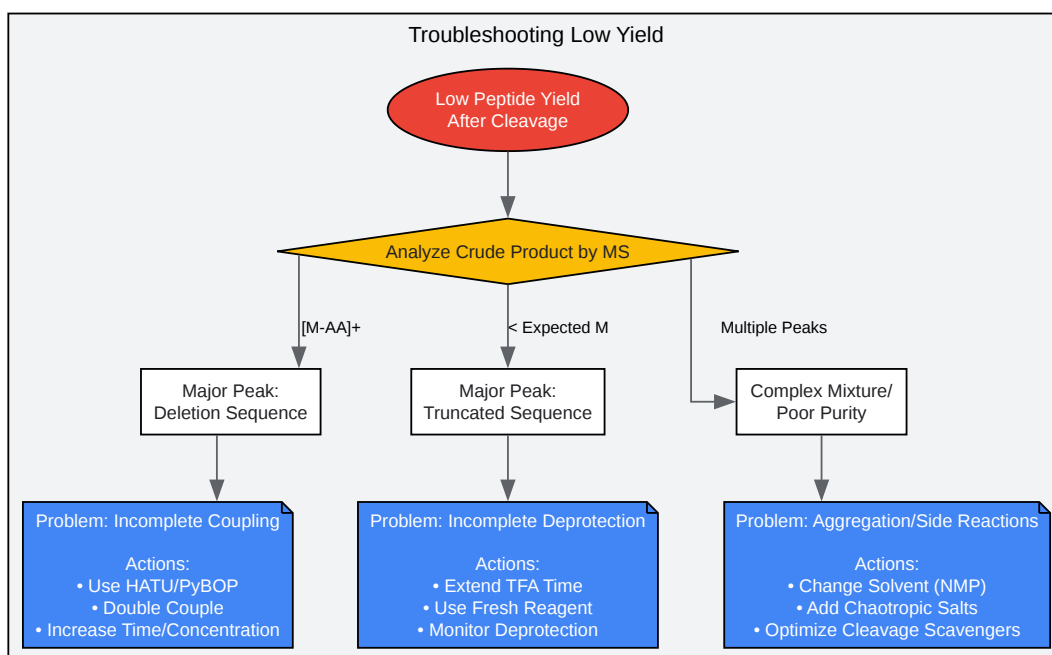 Troubleshooting Low Yield
Low Peptide Yield
After Cleavage
Analyze Crude Product by MS
[M-AA]+
< Expected M
Multiple Peaks
Major Peak:
Deletion Sequence
Major Peak:
Truncated Sequence
Complex Mixture/
Poor Purity
Problem: Incomplete Coupling
Actions:
• Use HATU/PyBOP
• Double Couple
• Increase Time/Concentration
Problem: Incomplete Deprotection
Actions:
• Extend TFA Time
• Use Fresh Reagent
• Monitor Deprotection
Problem: Aggregation/Side Reactions
Actions:
• Change Solvent (NMP)
• Add Chaotropic Salts
• Optimize Cleavage Scavengers